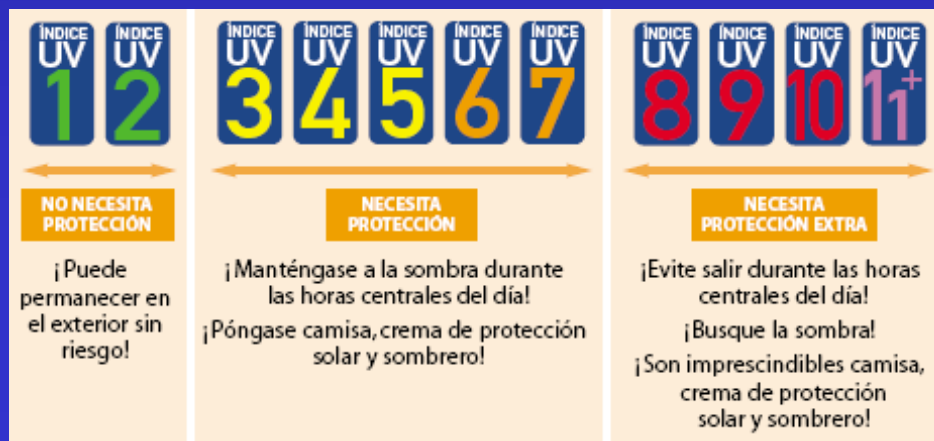 ÍNDICE
UV
1
ÍNDICE
UV
2
NO NECESITA
PROTECCIÓN
¡Puede
permanecer en
el exterior sin
riesgo!
ÍNDICE
UV
3
ÍNDICE
UV
4
ÍNDICE
UV
5
ÍNDICE
UV
6
ÍNDICE
UV
7
NECESITA
PROTECCIÓN
¡Manténgase a la sombra durante
las horas centrales del día!
¡Póngase camisa, crema de protección
solar y sombrero!
ÍNDICE
UV
8
ÍNDICE
UV
9
ÍNDICE
UV
10
ÍNDICE
UV
11+
NECESITA
PROTECCIÓN EXTRA
¡Evite salir durante las horas
centrales del día!
¡Busque la sombra!
¡Son imprescindibles camisa,
crema de protección
solar y sombrero!